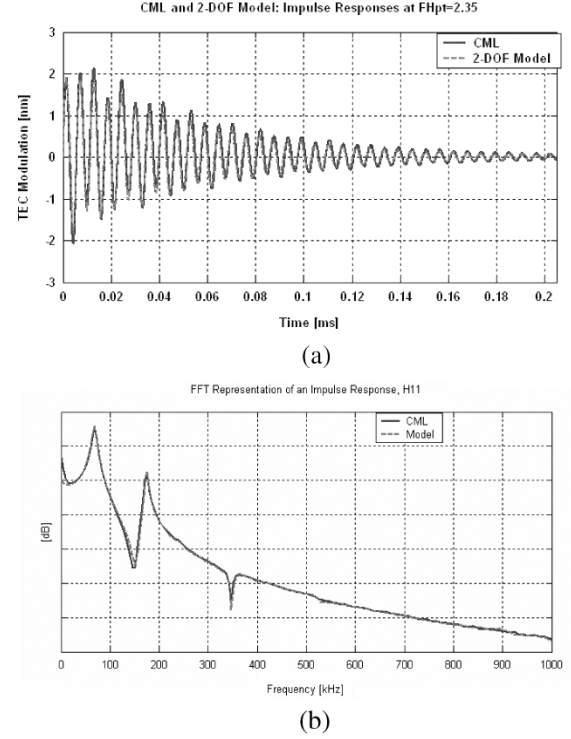 CML and 2-DOF Model: Impulse Responses at FHpt=2.35
3
2
1
0
-1
-2
-3
TEC Modulation [nm]
CML
2-DOF Model
0 0.02 0.04 0.06 0.08 0.1 0.12 0.14 0.16 0.18 0.2
Time [ms]
(a)
FFT Representation of an Impulse Response, H11
CML
Model
[dB]
0 100 200 300 400 500 600 700 800 900 1000
Frequency [kHz]
(b)